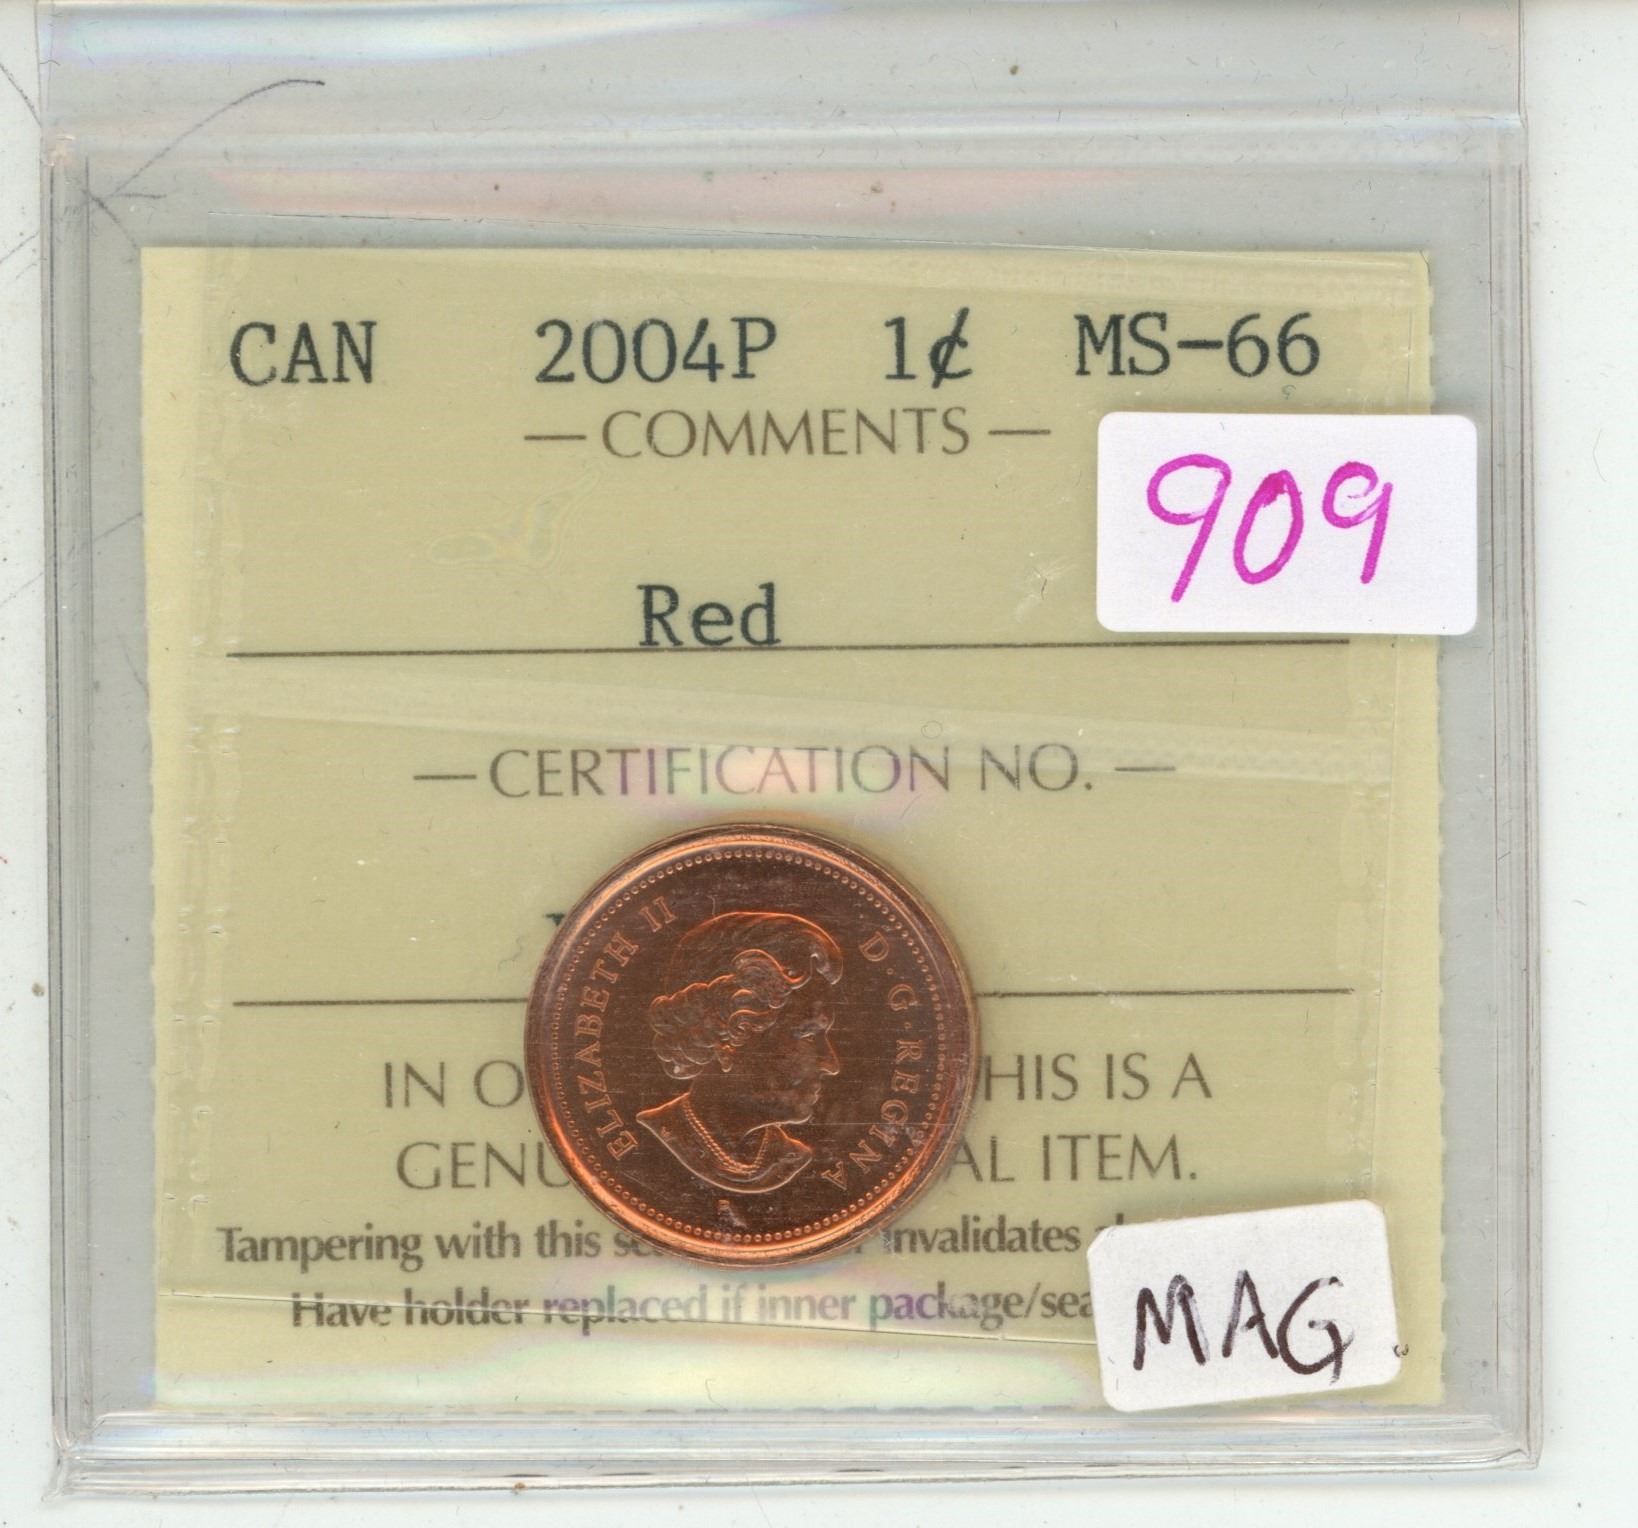 CAN 2004P 1¢ MS-66
— COMMENTS —
909
Red
— CERTIFICATION NO. —
ELIZABETH II D·G·REGINA
P
IN O HIS IS A
GENU AL ITEM.
Tampering with this invalidates
Have holder replaced if inner package/sea
MAG